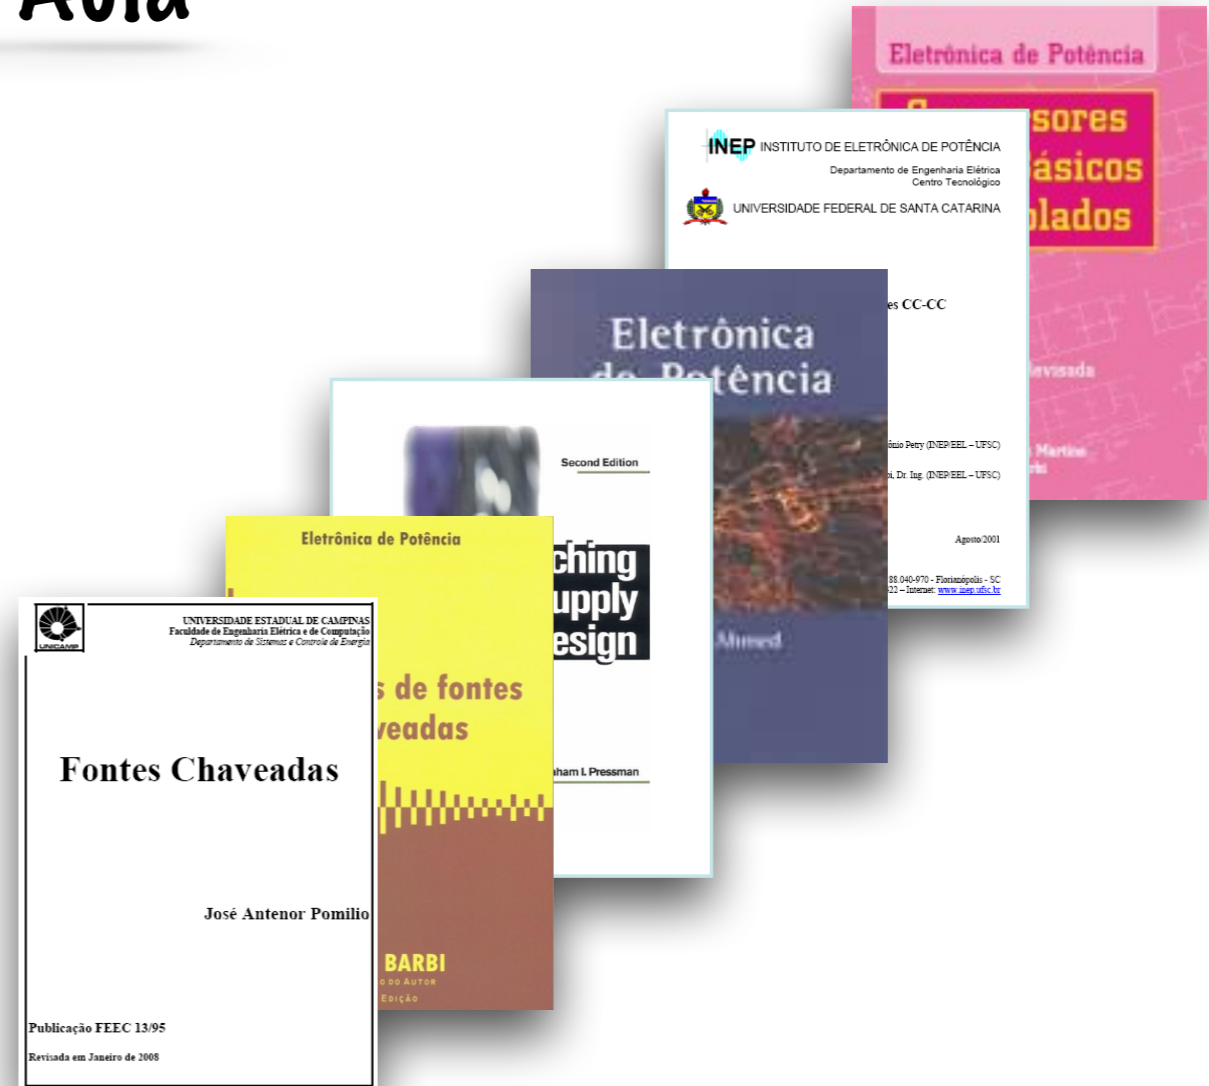 Aula
Eletrônica de Potência
sores
ásicos
lados
evisada
Martins
INEP INSTITUTO DE ELETRÔNICA DE POTÊNCIA
Departamento de Engenharia Elétrica
Centro Tecnológico
UNIVERSIDADE FEDERAL DE SANTA CATARINA
es CC-CC
ônio Petry (INEP/EEL – UFSC)
i, Dr. Ing. (INEP/EEL – UFSC)
Agosto/2001
88.040-970 - Florianópolis - SC
22 – Internet: www.inep.ufsc.br
Eletrônica
de Potência
Ahmed
Second Edition
ching
upply
esign
ham I. Pressman
Eletrônica de Potência
s de fontes
veadas
BARBI
O DO AUTOR
EDIÇÃO
UNICAMP
UNIVERSIDADE ESTADUAL DE CAMPINAS
Faculdade de Engenharia Elétrica e de Computação
Departamento de Sistemas e Controle de Energia
Fontes Chaveadas
José Antenor Pomilio
Publicação FEEC 13/95
Revisada em Janeiro de 2008